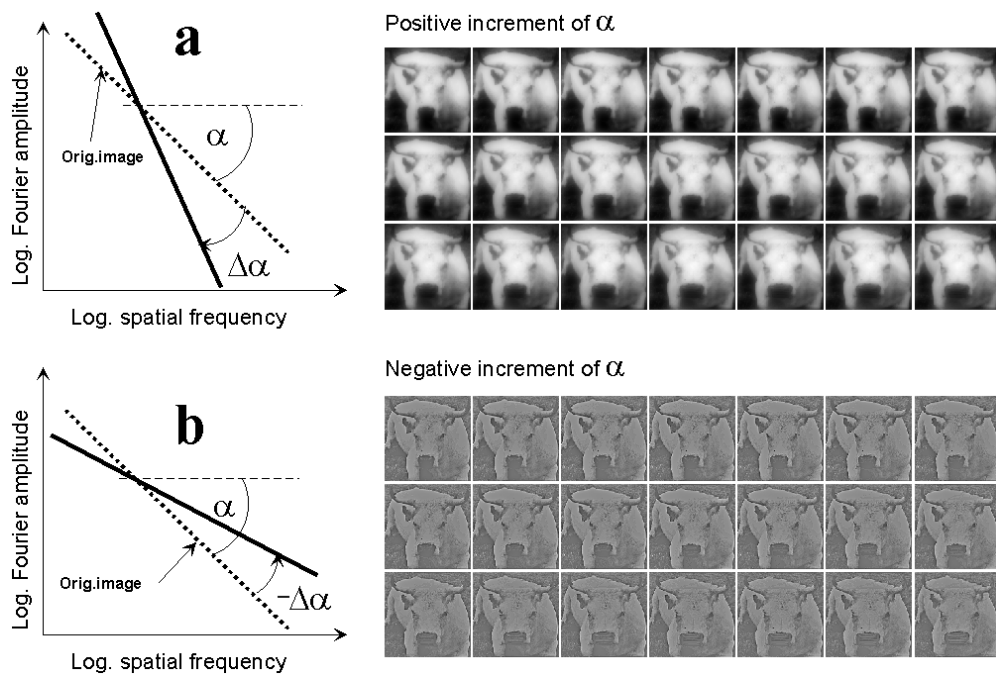 a
Log. Fourier amplitude
Orig.image
α
Δα
Log. spatial frequency
Positive increment of α
b
Log. Fourier amplitude
α
Orig.image
−Δα
Log. spatial frequency
Negative increment of α